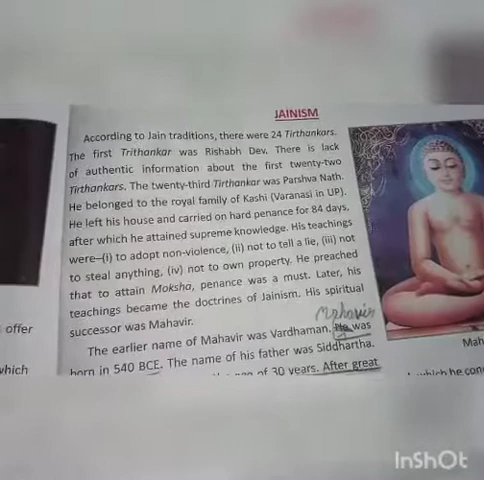 JAINISM
According to Jain traditions, there were 24 Tirthankars.
The first Trithankar was Rishabh Dev. There is lack
of authentic information about the first twenty-two
Tirthankars. The twenty-third Tirthankar was Parshva Nath.
He belonged to the royal family of Kashi (Varanasi in UP).
He left his house and carried on hard penance for 84 days,
after which he attained supreme knowledge. His teachings
were—(i) to adopt non-violence, (ii) not to tell a lie, (iii) not
to steal anything, (iv) not to own property. He preached
that to attain Moksha, penance was a must. Later, his
teachings became the doctrines of Jainism. His spiritual
successor was Mahavir.
Mahavir
The earlier name of Mahavir was Vardhaman. He was
born in 540 BCE. The name of his father was Siddhartha.
of 30 years. After great
offer
which
Mah
which he con
InShOt